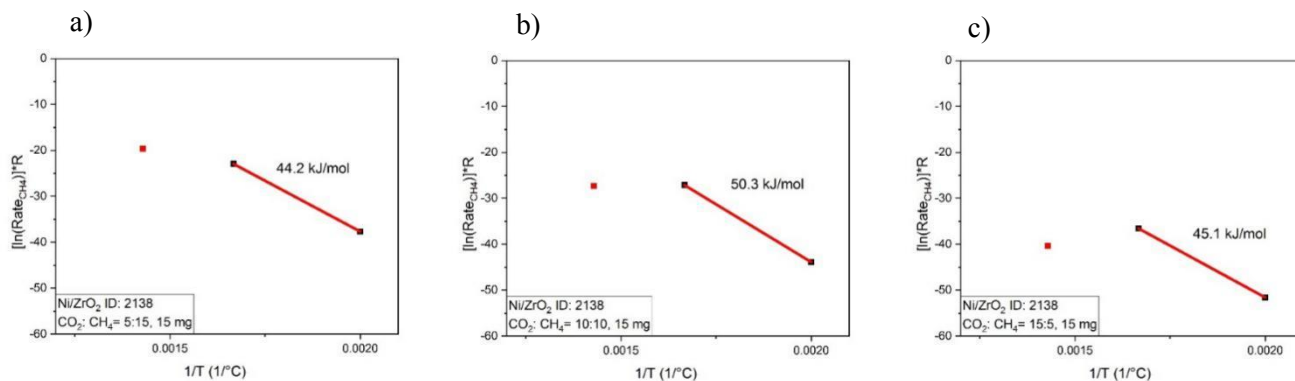 a)
0
-10
-20
-30
-40
-50
-60
[ln(Rate_CH4)]*R
44.2 kJ/mol
Ni/ZrO₂ ID: 2138
CO₂: CH₄= 5:15, 15 mg
0.0015
0.0020
1/T (1/°C)
b)
0
-10
-20
-30
-40
-50
-60
[ln(Rate_CH4)]*R
50.3 kJ/mol
Ni/ZrO₂ ID: 2138
CO₂: CH₄= 10:10, 15 mg
0.0015
0.0020
1/T (1/°C)
c)
0
-10
-20
-30
-40
-50
-60
[ln(Rate_CH4)]*R
45.1 kJ/mol
Ni/ZrO₂ ID: 2138
CO₂: CH₄= 15:5, 15 mg
0.0015
0.0020
1/T (1/°C)